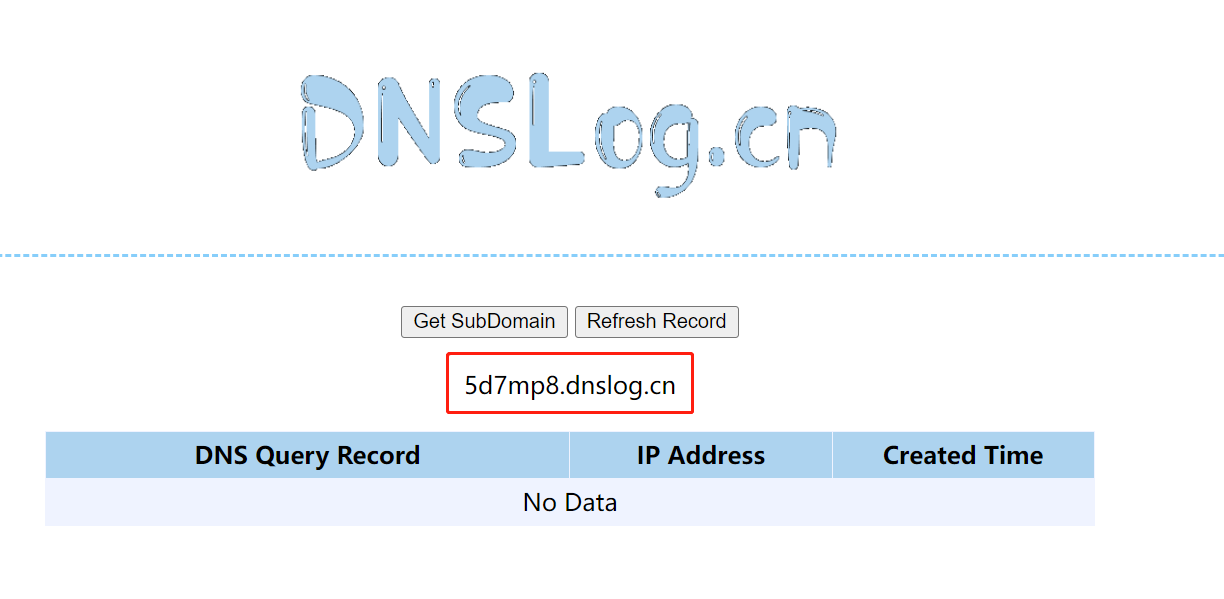 DNSLog.cn
Get SubDomain Refresh Record
5d7mp8.dnslog.cn
DNS Query Record IP Address Created Time
No Data